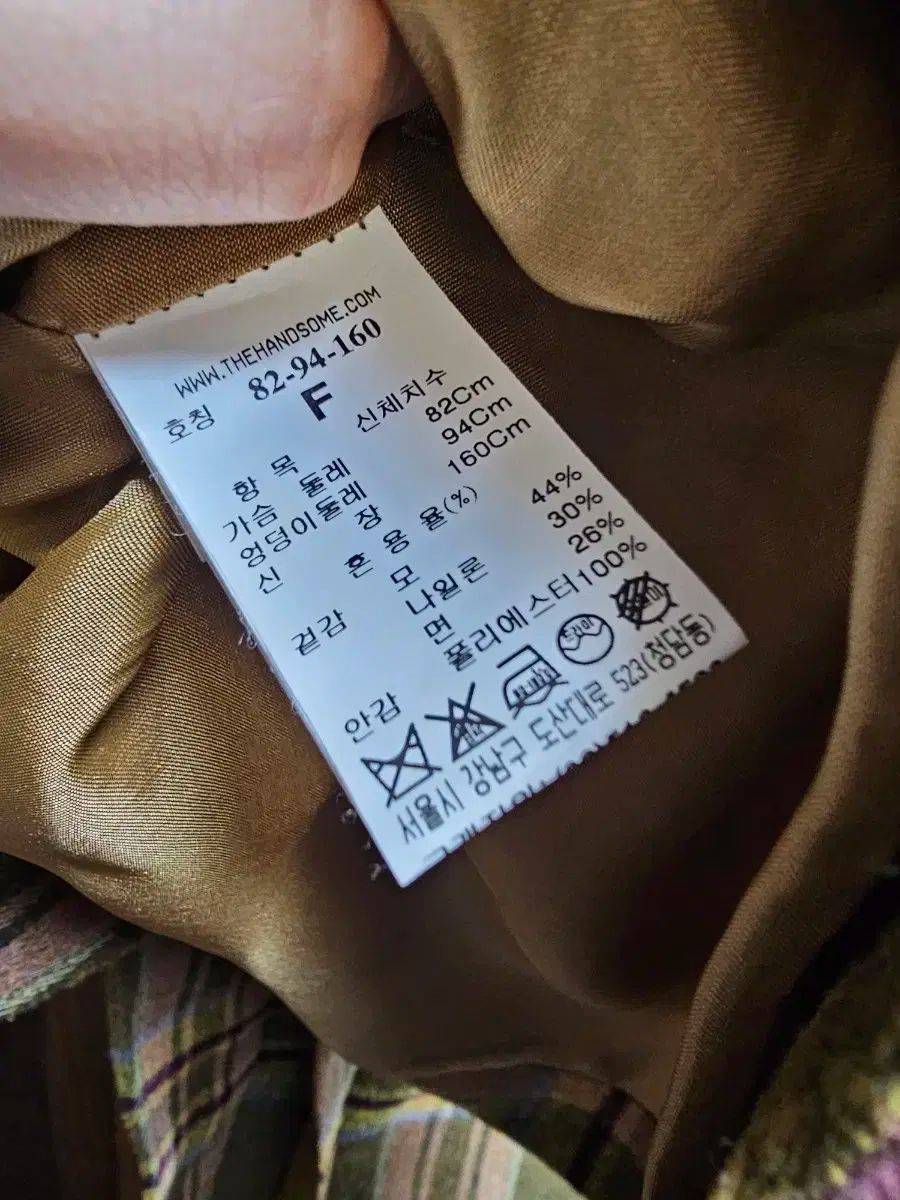 WWW.THEHANDSOME.COM
호칭 82-94-160
F
항 목 신체치수
가슴 둘레 82Cm
엉덩이둘레 94Cm
신 장 160Cm
혼 용 율(%)
겉감 모 44%
나일론 30%
면 26%
안감 폴리에스터100%
드라이
서울시 강남구 도산대로 523(청담동)